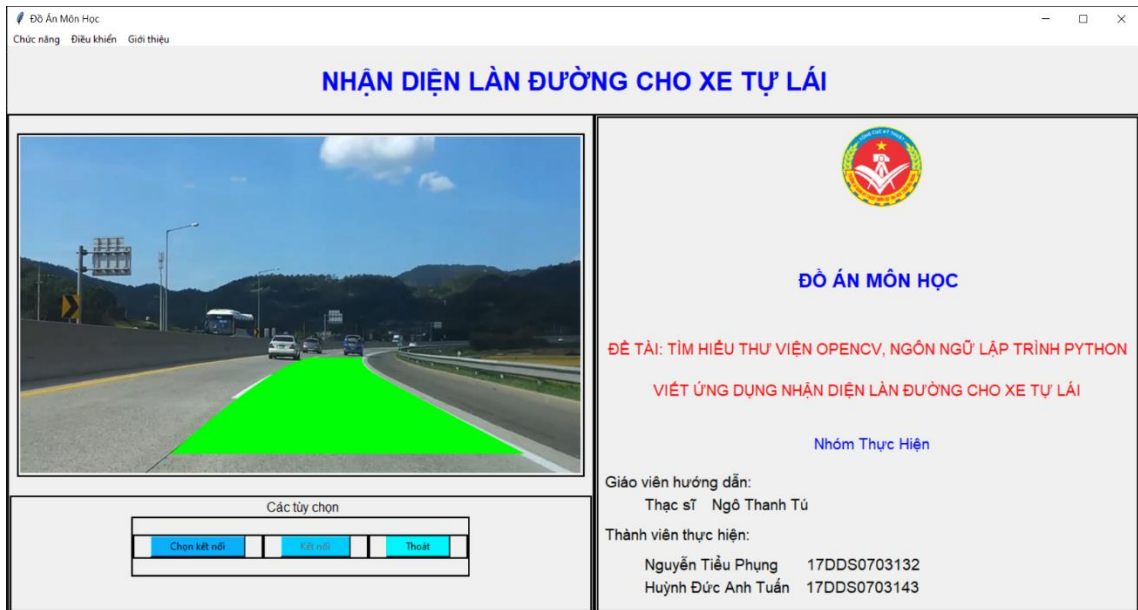 Đồ Án Môn Học
Chức năng Điều khiển Giới thiệu
NHẬN DIỆN LÀN ĐƯỜNG CHO XE TỰ LÁI
ĐỒ ÁN MÔN HỌC
ĐỀ TÀI: TÌM HIỂU THƯ VIỆN OPENCV, NGÔN NGỮ LẬP TRÌNH PYTHON
VIẾT ỨNG DỤNG NHẬN DIỆN LÀN ĐƯỜNG CHO XE TỰ LÁI
Nhóm Thực Hiện
Giáo viên hướng dẫn:
Thạc sĩ Ngô Thanh Tú
Thành viên thực hiện:
Nguyễn Tiểu Phụng 17DDS0703132
Huỳnh Đức Anh Tuấn 17DDS0703143
Các tùy chọn
Chọn kết nối Kết nối Thoát